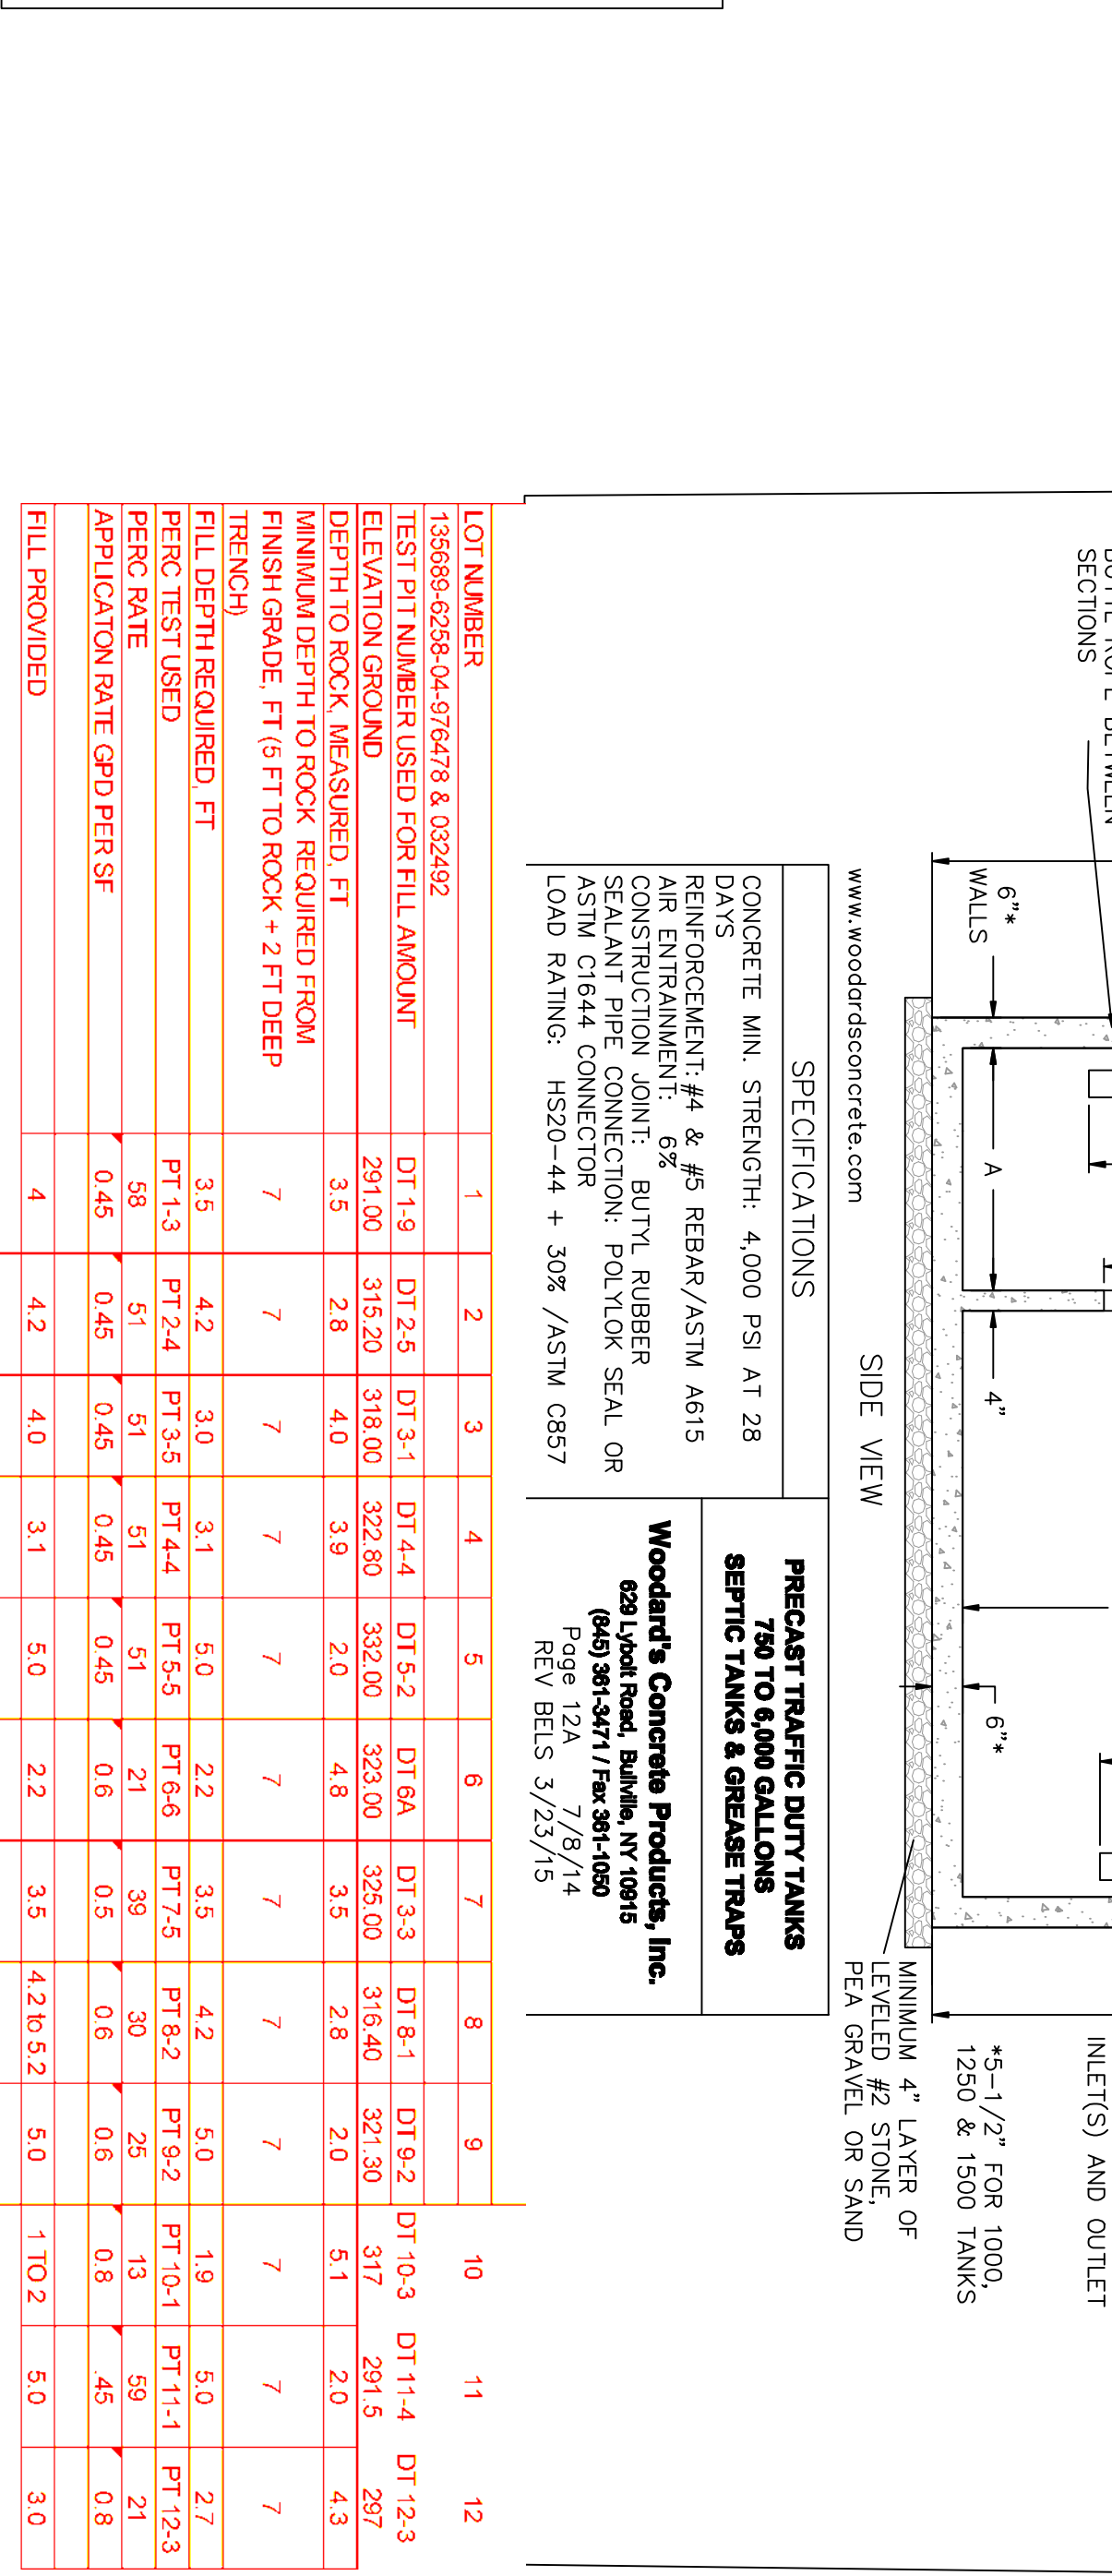 BUTYL ROPE BETWEEN
SECTIONS
6"*
WALLS
A
4"
6"*
INLET(S) AND OUTLET
*5-1/2" FOR 1000,
1250 & 1500 TANKS
MINIMUM 4" LAYER OF
LEVELED #2 STONE,
PEA GRAVEL OR SAND
SIDE VIEW
www.woodardsconcrete.com
SPECIFICATIONS
CONCRETE MIN. STRENGTH: 4,000 PSI AT 28
DAYS
REINFORCEMENT: #4 & #5 REBAR/ASTM A615
AIR ENTRAINMENT: 6%
CONSTRUCTION JOINT: BUTYL RUBBER
SEALANT PIPE CONNECTION: POLYLOK SEAL OR
ASTM C1644 CONNECTOR
LOAD RATING: HS20-44 + 30% /ASTM C857
PRECAST TRAFFIC DUTY TANKS
750 TO 6,000 GALLONS
SEPTIC TANKS & GREASE TRAPS
Woodard's Concrete Products, Inc.
629 Lybolt Road, Bullville, NY 10915
(845) 361-3471 / Fax 361-1050
Page 12A 7/8/14
REV BELS 3/23/15
LOT NUMBER 1 2 3 4 5 6 7 8 9 10 11 12
135689-6258-04-976478 & 032492
TEST PIT NUMBER USED FOR FILL AMOUNT DT 1-9 DT 2-5 DT 3-1 DT 4-4 DT 5-2 DT 6A DT 3-3 DT 8-1 DT 9-2 DT 10-3 DT 11-4 DT 12-3
ELEVATION GROUND 291.00 315.20 318.00 322.80 332.00 323.00 325.00 316.40 321.30 317 291.5 297
DEPTH TO ROCK, MEASURED, FT 3.5 2.8 4.0 3.9 2.0 4.8 3.5 2.8 2.0 5.1 2.0 4.3
MINIMUM DEPTH TO ROCK REQUIRED FROM
FINISH GRADE, FT (5 FT TO ROCK + 2 FT DEEP
TRENCH) 7 7 7 7 7 7 7 7 7 7 7 7
FILL DEPTH REQUIRED, FT 3.5 4.2 3.0 3.1 5.0 2.2 3.5 4.2 5.0 1.9 5.0 2.7
PERC TEST USED PT 1-3 PT 2-4 PT 3-5 PT 4-4 PT 5-5 PT 6-6 PT 7-5 PT 8-2 PT 9-2 PT 10-1 PT 11-1 PT 12-3
PERC RATE 58 51 51 51 51 21 39 30 25 13 59 21
APPLICATON RATE GPD PER SF 0.45 0.45 0.45 0.45 0.45 0.6 0.5 0.6 0.6 0.8 .45 0.8
FILL PROVIDED 4 4.2 4.0 3.1 5.0 2.2 3.5 4.2 to 5.2 5.0 1 TO 2 5.0 3.0